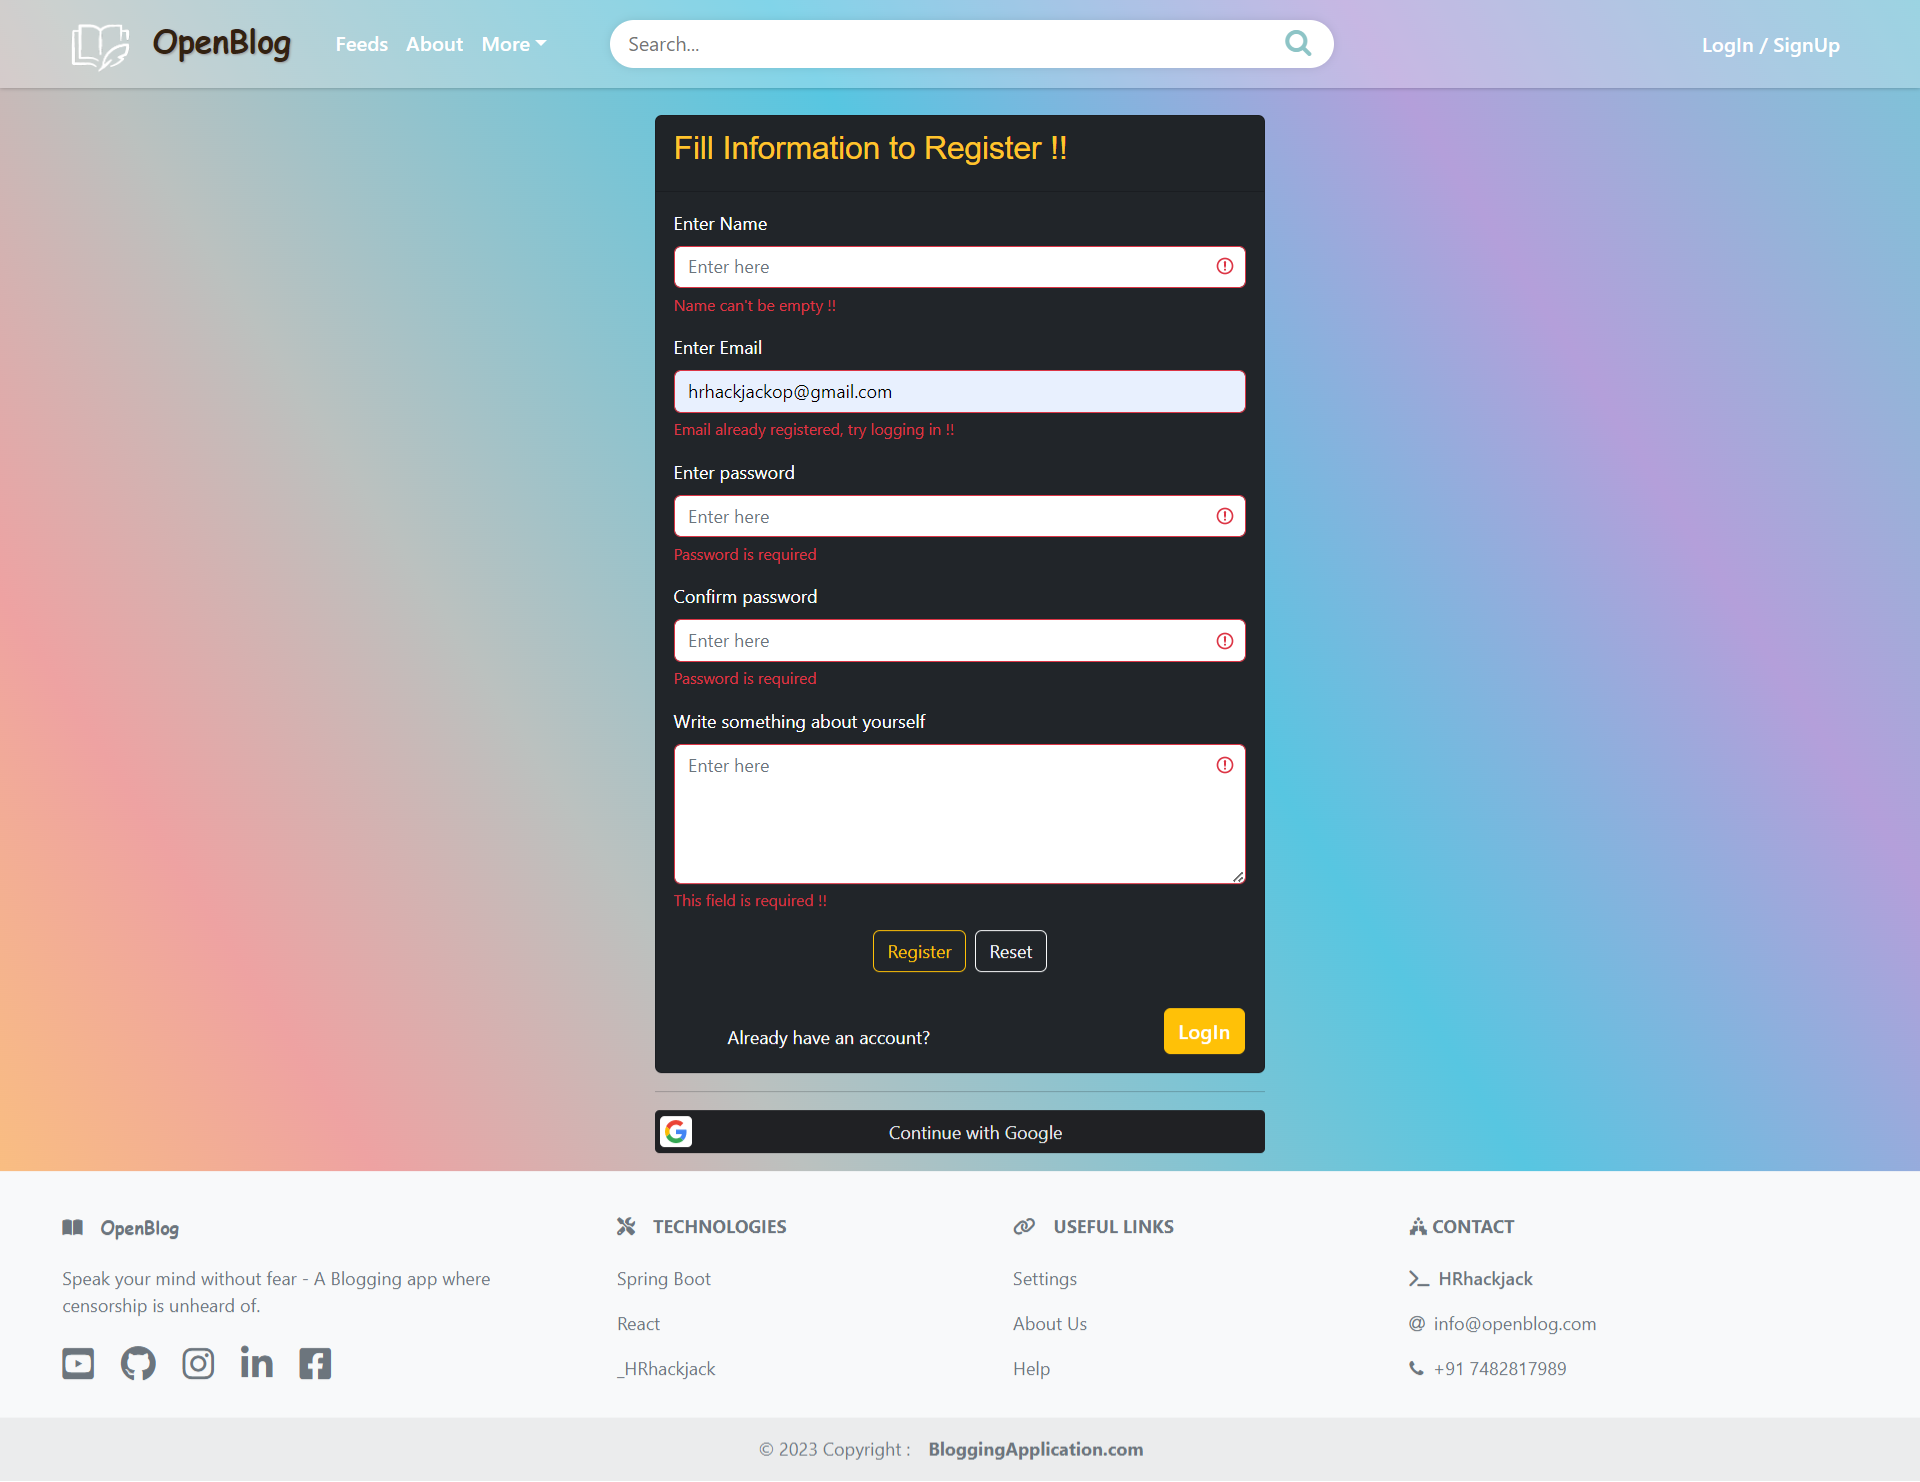 OpenBlog
Feeds About More
Search...
LogIn / SignUp
Fill Information to Register !!
Enter Name
Enter here
Name can't be empty !!
Enter Email
hrhackjackop@gmail.com
Email already registered, try logging in !!
Enter password
Enter here
Password is required
Confirm password
Enter here
Password is required
Write something about yourself
Enter here
This field is required !!
Register
Reset
Already have an account?
LogIn
Continue with Google
OpenBlog
Speak your mind without fear - A Blogging app where
censorship is unheard of.
TECHNOLOGIES
Spring Boot
React
_HRhackjack
USEFUL LINKS
Settings
About Us
Help
CONTACT
HRhackjack
info@openblog.com
+91 7482817989
© 2023 Copyright : BloggingApplication.com